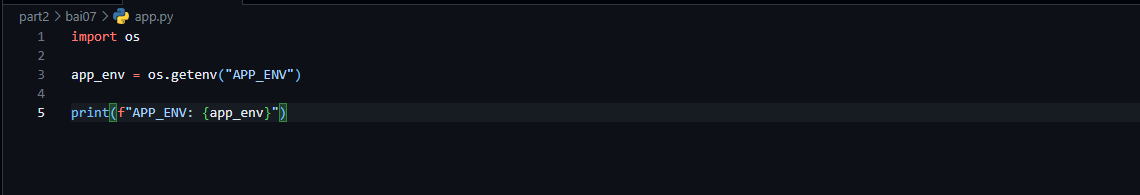 part2 > bai07 > app.py
1 import os
2
3 app_env = os.getenv("APP_ENV")
4
5 print(f"APP_ENV: {app_env}")